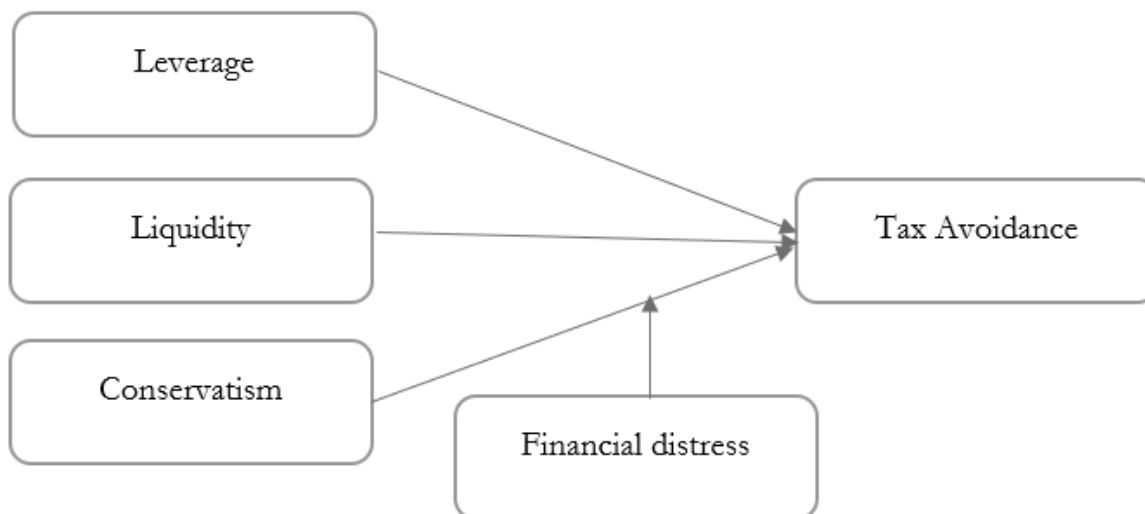 Leverage
Liquidity
Tax Avoidance
Conservatism
Financial distress